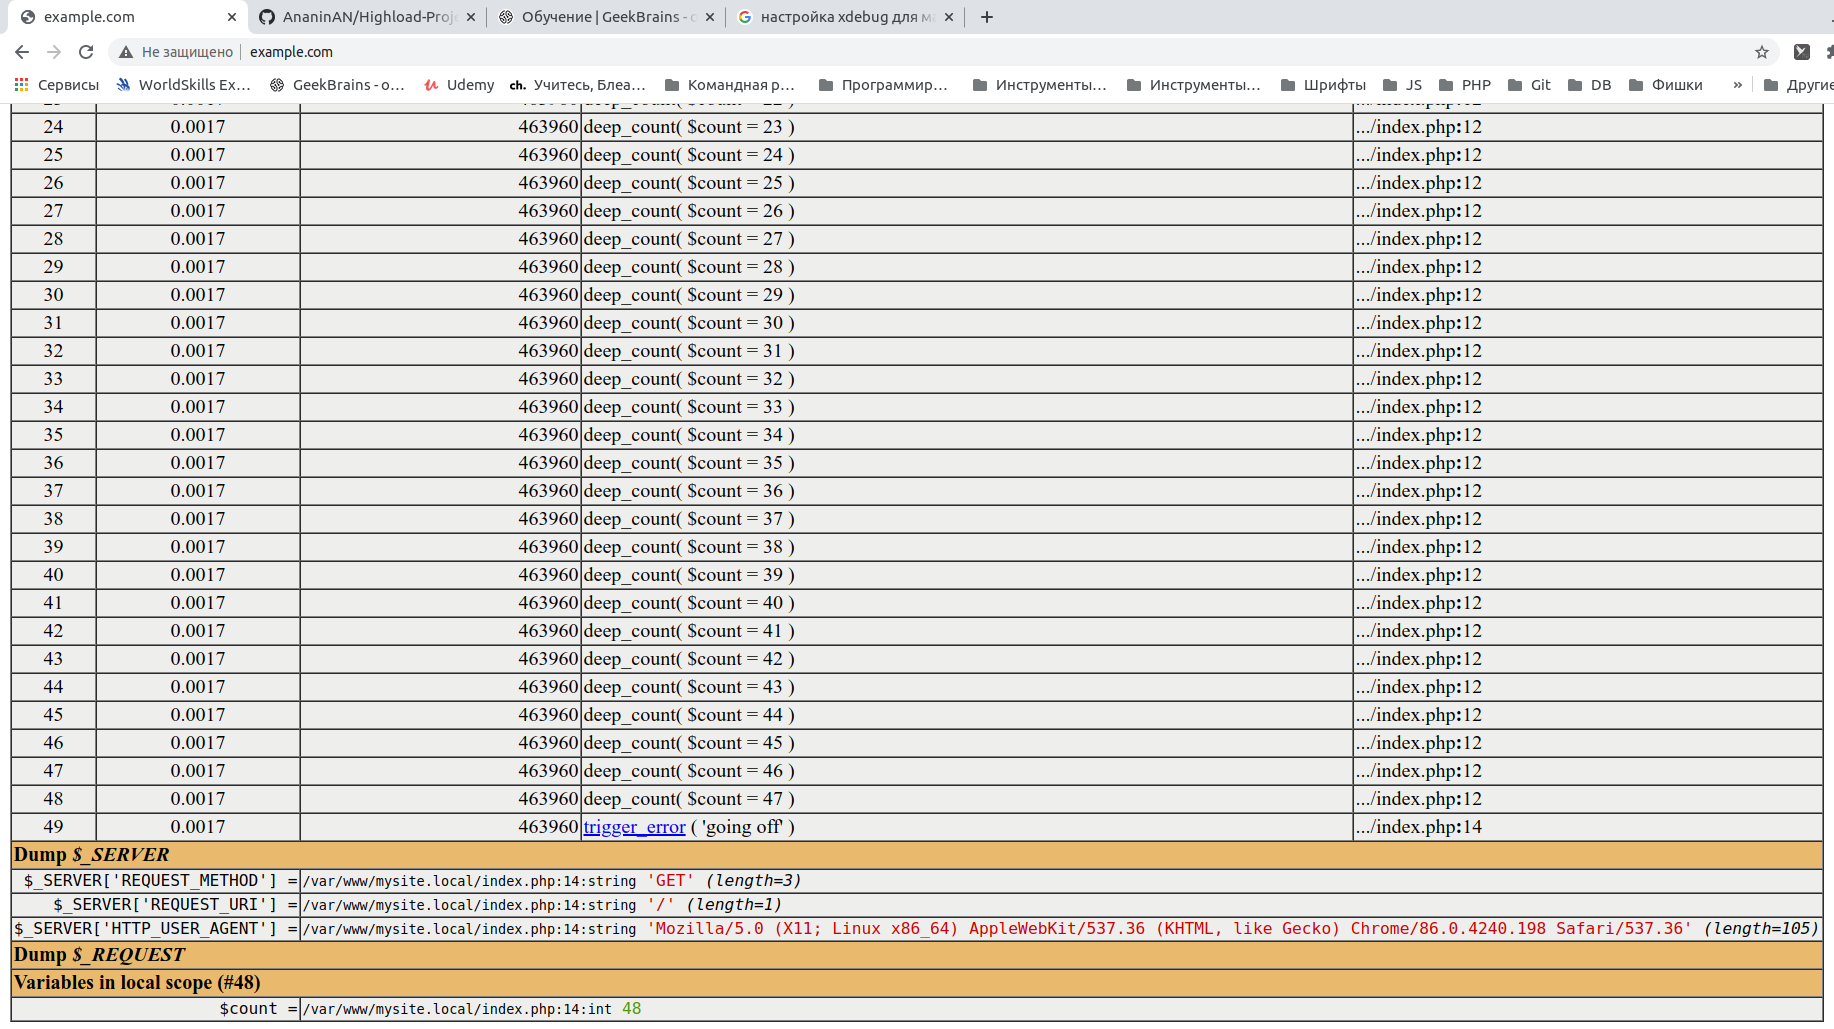 example.com
AnaninAN/Highload-Proj
Обучение | GeekBrains - о
настройка xdebug для м
Не защищено
example.com
Сервисы
WorldSkills Ex...
GeekBrains - о...
Udemy
ch. Учитесь, Блеа...
Командная р...
Программир...
Инструменты...
Инструменты...
Шрифты
JS
PHP
Git
DB
Фишки
»
Другие
24 0.0017 463960 deep_count( $count = 23 ) .../index.php:12
25 0.0017 463960 deep_count( $count = 24 ) .../index.php:12
26 0.0017 463960 deep_count( $count = 25 ) .../index.php:12
27 0.0017 463960 deep_count( $count = 26 ) .../index.php:12
28 0.0017 463960 deep_count( $count = 27 ) .../index.php:12
29 0.0017 463960 deep_count( $count = 28 ) .../index.php:12
30 0.0017 463960 deep_count( $count = 29 ) .../index.php:12
31 0.0017 463960 deep_count( $count = 30 ) .../index.php:12
32 0.0017 463960 deep_count( $count = 31 ) .../index.php:12
33 0.0017 463960 deep_count( $count = 32 ) .../index.php:12
34 0.0017 463960 deep_count( $count = 33 ) .../index.php:12
35 0.0017 463960 deep_count( $count = 34 ) .../index.php:12
36 0.0017 463960 deep_count( $count = 35 ) .../index.php:12
37 0.0017 463960 deep_count( $count = 36 ) .../index.php:12
38 0.0017 463960 deep_count( $count = 37 ) .../index.php:12
39 0.0017 463960 deep_count( $count = 38 ) .../index.php:12
40 0.0017 463960 deep_count( $count = 39 ) .../index.php:12
41 0.0017 463960 deep_count( $count = 40 ) .../index.php:12
42 0.0017 463960 deep_count( $count = 41 ) .../index.php:12
43 0.0017 463960 deep_count( $count = 42 ) .../index.php:12
44 0.0017 463960 deep_count( $count = 43 ) .../index.php:12
45 0.0017 463960 deep_count( $count = 44 ) .../index.php:12
46 0.0017 463960 deep_count( $count = 45 ) .../index.php:12
47 0.0017 463960 deep_count( $count = 46 ) .../index.php:12
48 0.0017 463960 deep_count( $count = 47 ) .../index.php:12
49 0.0017 463960 trigger_error ( 'going off' ) .../index.php:14
Dump $_SERVER
$_SERVER['REQUEST_METHOD'] = /var/www/mysite.local/index.php:14:string 'GET' (length=3)
$_SERVER['REQUEST_URI'] = /var/www/mysite.local/index.php:14:string '/' (length=1)
$_SERVER['HTTP_USER_AGENT'] = /var/www/mysite.local/index.php:14:string 'Mozilla/5.0 (X11; Linux x86_64) AppleWebKit/537.36 (KHTML, like Gecko) Chrome/86.0.4240.198 Safari/537.36' (length=105)
Dump $_REQUEST
Variables in local scope (#48)
$count = /var/www/mysite.local/index.php:14:int 48